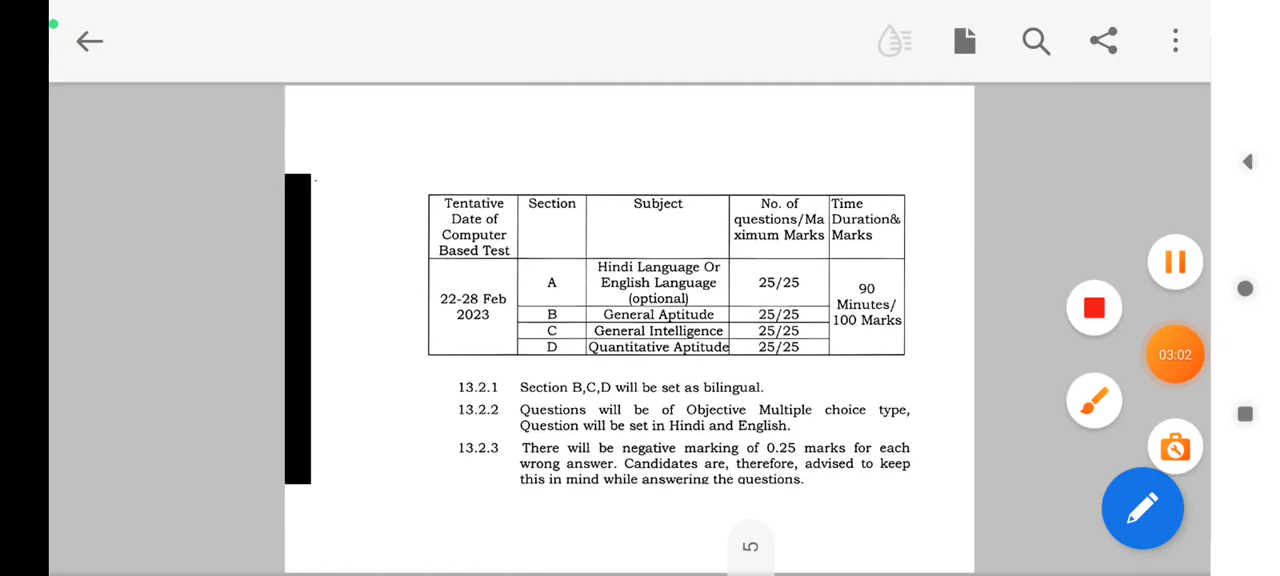 Tentative Date of Computer Based Test
Section
Subject
No. of questions/Ma ximum Marks
Time Duration& Marks
22-28 Feb 2023
A
Hindi Language Or English Language (optional)
25/25
90 Minutes/ 100 Marks
B
General Aptitude
25/25
C
General Intelligence
25/25
D
Quantitative Aptitude
25/25
13.2.1 Section B,C,D will be set as bilingual.
13.2.2 Questions will be of Objective Multiple choice type,
Question will be set in Hindi and English.
13.2.3 There will be negative marking of 0.25 marks for each
wrong answer. Candidates are, therefore, advised to keep
this in mind while answering the questions.
5
03:02